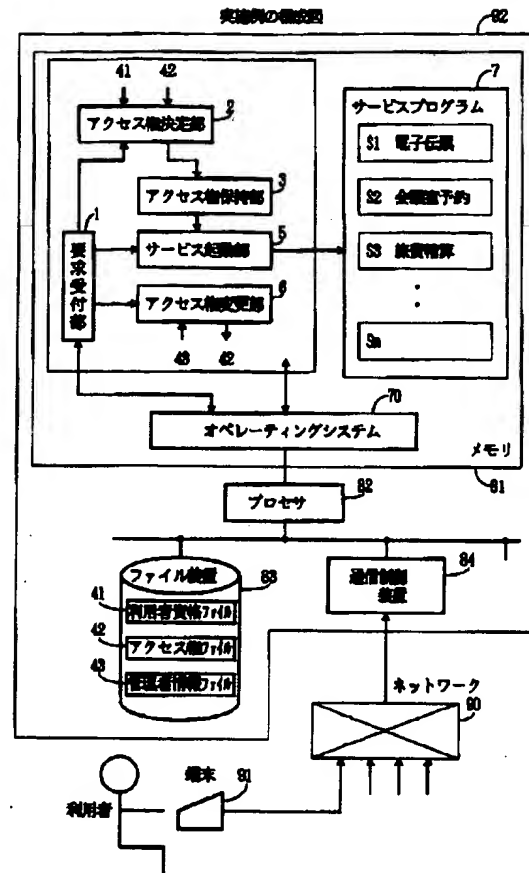 実施例の構成図
92
41
42
7
2
アクセス権決定部
サービスプログラム
S1 電子伝票
3
アクセス権保持部
S2 会議室予約
1
5
要求受付部
サービス起動部
S3 旅費精算
6
アクセス権変更部
・
・
43
42
Sn
70
オペレーティングシステム
メモリ
82
81
プロセサ
ファイル装置
83
84
通信制御装置
41
利用者資格ファイル
42
アクセス権ファイル
43
管理者情報ファイル
ネットワーク
90
端末
91
利用者